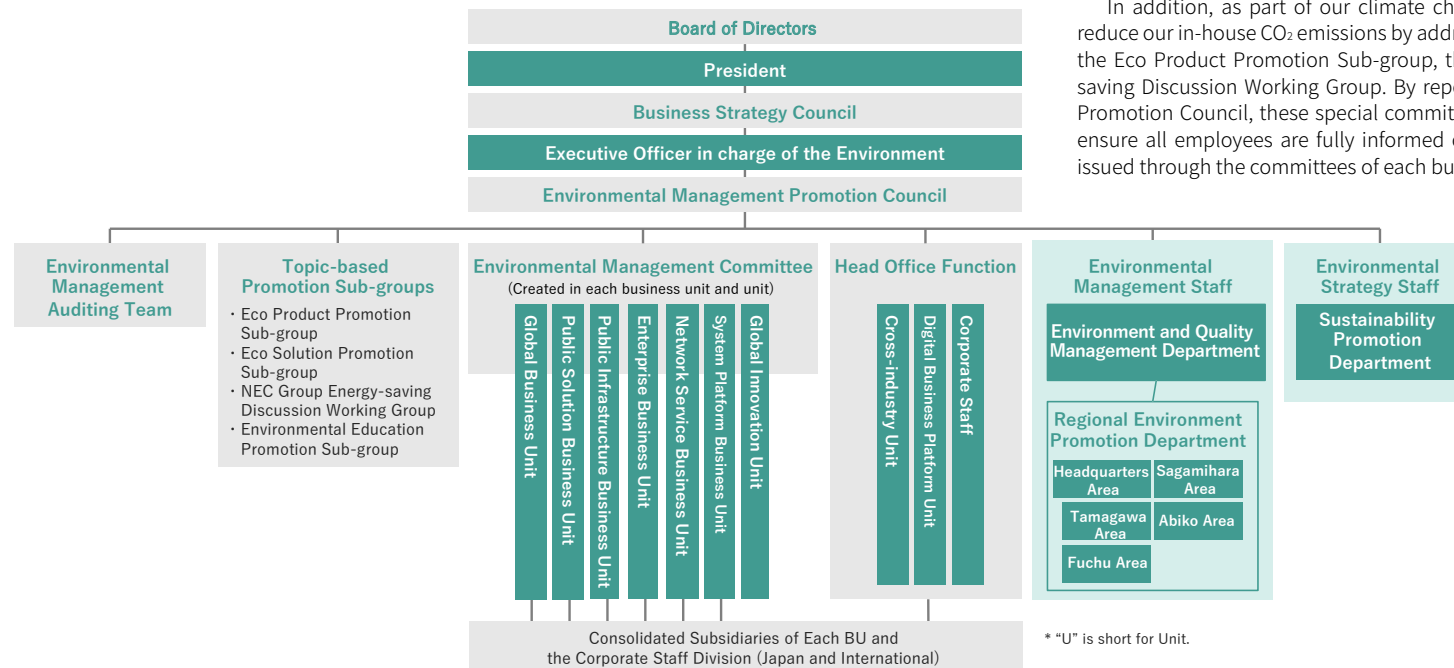 In addition, as part of our climate ch
reduce our in-house CO₂ emissions by addr
the Eco Product Promotion Sub-group, th
saving Discussion Working Group. By repo
Promotion Council, these special commit
ensure all employees are fully informed
issued through the committees of each bu
Board of Directors
President
Business Strategy Council
Executive Officer in charge of the Environment
Environmental Management Promotion Council
Environmental
Management
Auditing Team
Topic-based
Promotion Sub-groups
・Eco Product Promotion
Sub-group
・Eco Solution Promotion
Sub-group
・NEC Group Energy-saving
Discussion Working Group
・Environmental Education
Promotion Sub-group
Environmental Management Committee
(Created in each business unit and unit)
Global Business Unit
Public Solution Business Unit
Public Infrastructure Business Unit
Enterprise Business Unit
Network Service Business Unit
System Platform Business Unit
Global Innovation Unit
Head Office Function
Cross-industry Unit
Digital Business Platform Unit
Corporate Staff
Environmental
Management Staff
Environment and Quality
Management Department
Regional Environment
Promotion Department
Headquarters
Area
Sagamihara
Area
Tamagawa
Area
Abiko Area
Fuchu Area
Environmental
Strategy Staff
Sustainability
Promotion
Department
Consolidated Subsidiaries of Each BU and
the Corporate Staff Division (Japan and International)
* “U” is short for Unit.